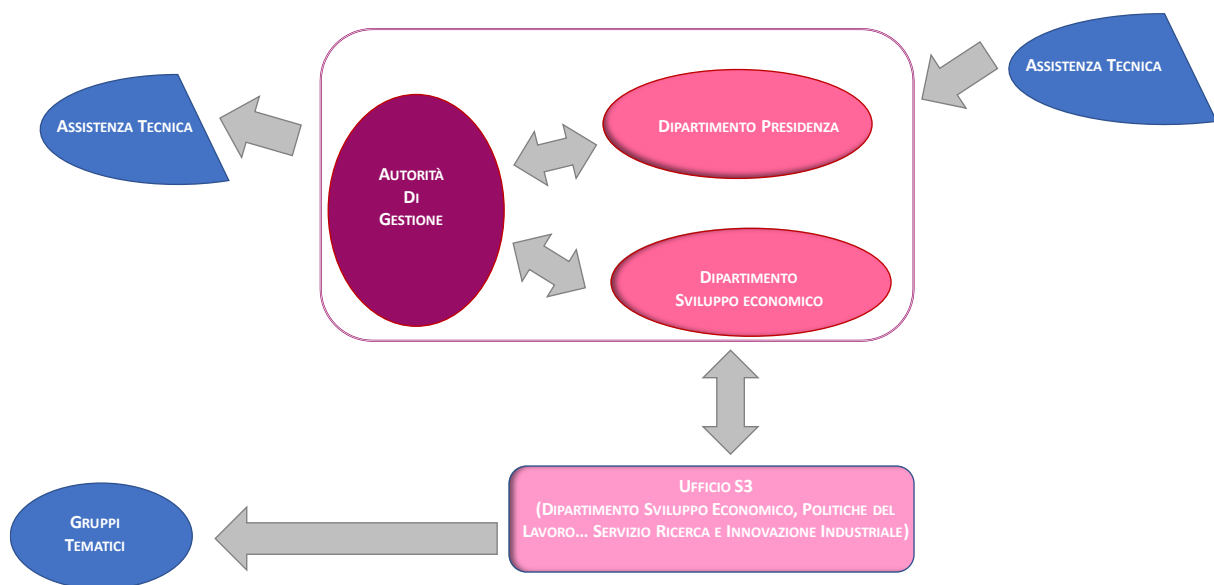 Assistenza Tecnica
Assistenza Tecnica
Dipartimento Presidenza
Autorità
Di
Gestione
Dipartimento
Sviluppo economico
Ufficio S3
(Dipartimento Sviluppo Economico, Politiche del
Lavoro... Servizio Ricerca e Innovazione Industriale)
Gruppi
Tematici